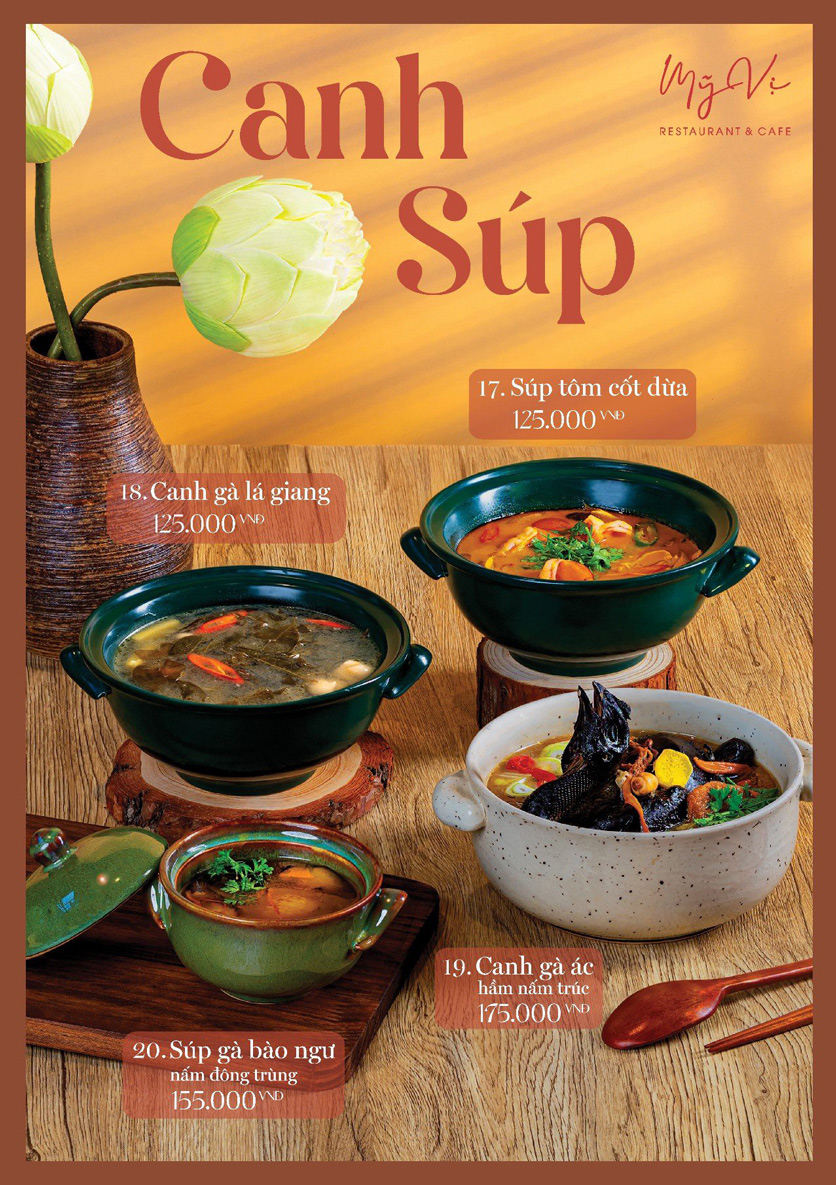 Canh
Súp
Mỹ Vị
RESTAURANT & CAFE
17. Súp tôm cốt dừa
125.000 VNĐ
18. Canh gà lá giang
125.000 VNĐ
19. Canh gà ác
hầm nấm trúc
175.000 VNĐ
20. Súp gà bào ngư
nấm đông trùng
155.000 VNĐ